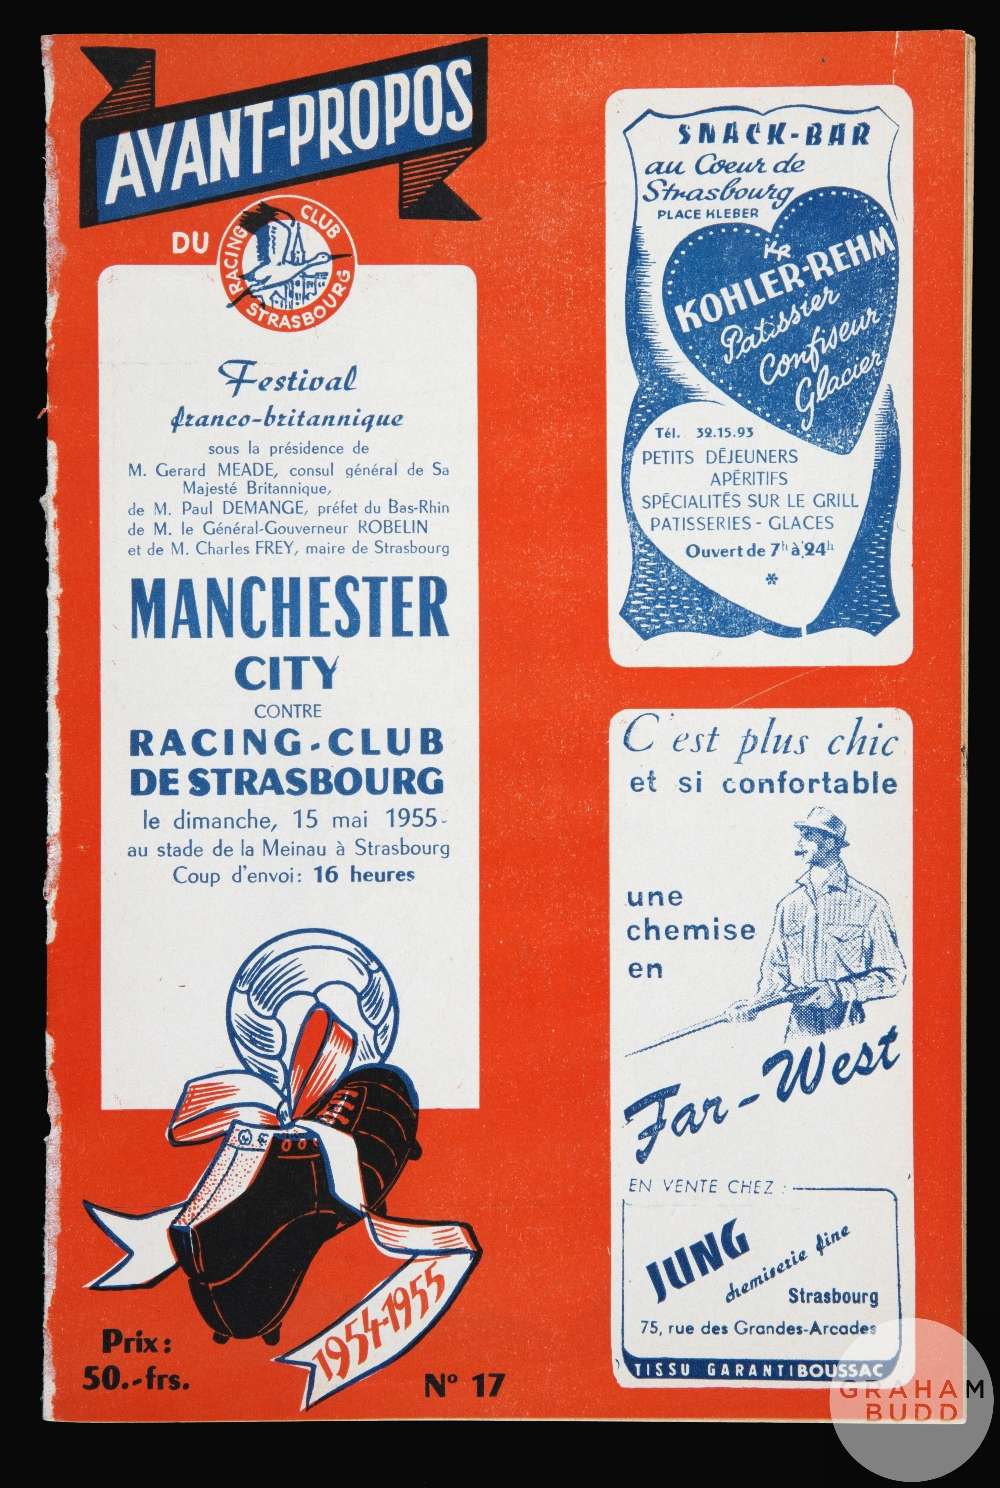 AVANT-PROPOS
DU
RACING CLUB
STRASBOURG
Festival
franco-britannique
sous la présidence de
M. Gerard MEADE, consul général de Sa
Majesté Britannique,
de M. Paul DEMANGE, préfet du Bas-Rhin
de M. le Général-Gouverneur ROBELIN
et de M. Charles FREY, maire de Strasbourg
MANCHESTER
CITY
CONTRE
RACING-CLUB
DE STRASBOURG
le dimanche, 15 mai 1955
au stade de la Meinau à Strasbourg
Coup d'envoi: 16 heures
1954-1955
Prix:
50.-frs.
Nº 17
SNACK-BAR
au Coeur de
Strasbourg
PLACE KLEBER
KR
KOHLER-REHM
Patissier
Confiseur
Glacier
Tél. 32.15.93
PETITS DÉJEUNERS
APÉRITIFS
SPÉCIALITÉS SUR LE GRILL
PATISSERIES - GLACES
Ouvert de 7h à 24h
*
C'est plus chic
et si confortable
une
chemise
en
Far-West
EN VENTE CHEZ :
JUNG
chemiserie fine
Strasbourg
75, rue des Grandes-Arcades
TISSU GARANTI BOUSSAC
GRAHAM
BUDD